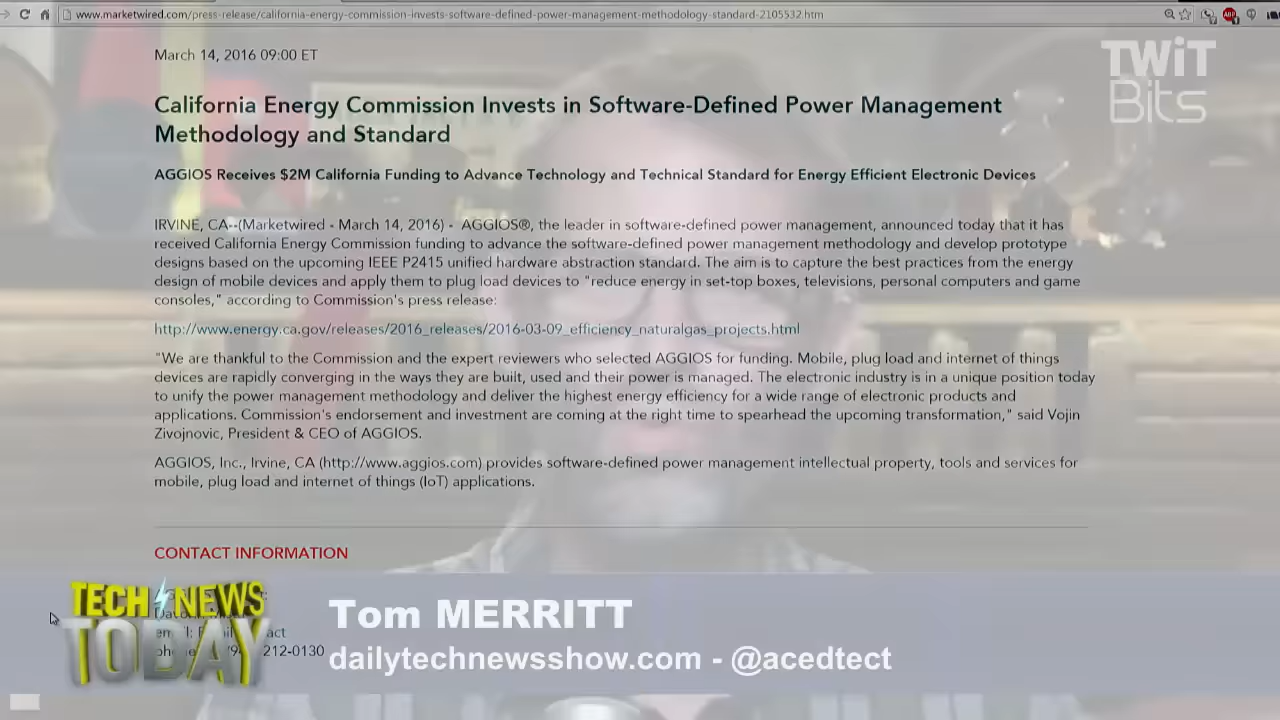 www.marketwired.com/press-release/california-energy-commission-invests-software-defined-power-management-methodology-standard-2105532.htm
TWiT
Bits
March 14, 2016 09:00 ET
California Energy Commission Invests in Software-Defined Power Management
Methodology and Standard
AGGIOS Receives $2M California Funding to Advance Technology and Technical Standard for Energy Efficient Electronic Devices
IRVINE, CA--(Marketwired - March 14, 2016) - AGGIOS®, the leader in software-defined power management, announced today that it has
received California Energy Commission funding to advance the software-defined power management methodology and develop prototype
designs based on the upcoming IEEE P2415 unified hardware abstraction standard. The aim is to capture the best practices from the energy
design of mobile devices and apply them to plug load devices to "reduce energy in set-top boxes, televisions, personal computers and game
consoles," according to Commission's press release:
http://www.energy.ca.gov/releases/2016_releases/2016-03-09_efficiency_naturalgas_projects.html
"We are thankful to the Commission and the expert reviewers who selected AGGIOS for funding. Mobile, plug load and internet of things
devices are rapidly converging in the ways they are built, used and their power is managed. The electronic industry is in a unique position today
to unify the power management methodology and deliver the highest energy efficiency for a wide range of electronic products and
applications. Commission's endorsement and investment are coming at the right time to spearhead the upcoming transformation," said Vojin
Zivojnovic, President & CEO of AGGIOS.
AGGIOS, Inc., Irvine, CA (http://www.aggios.com) provides software-defined power management intellectual property, tools and services for
mobile, plug load and internet of things (IoT) applications.
CONTACT INFORMATION
TECH NEWS
TODAY
212-0130
Tom MERRITT
dailytechnewsshow.com - @acedtect